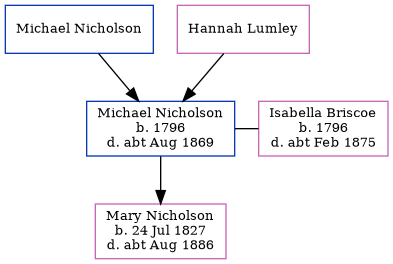 Michael Nicholson
Hannah Lumley
Michael Nicholson
b. 1796
d. abt Aug 1869
Isabella Briscoe
b. 1796
d. abt Feb 1875
Mary Nicholson
b. 24 Jul 1827
d. abt Aug 1886